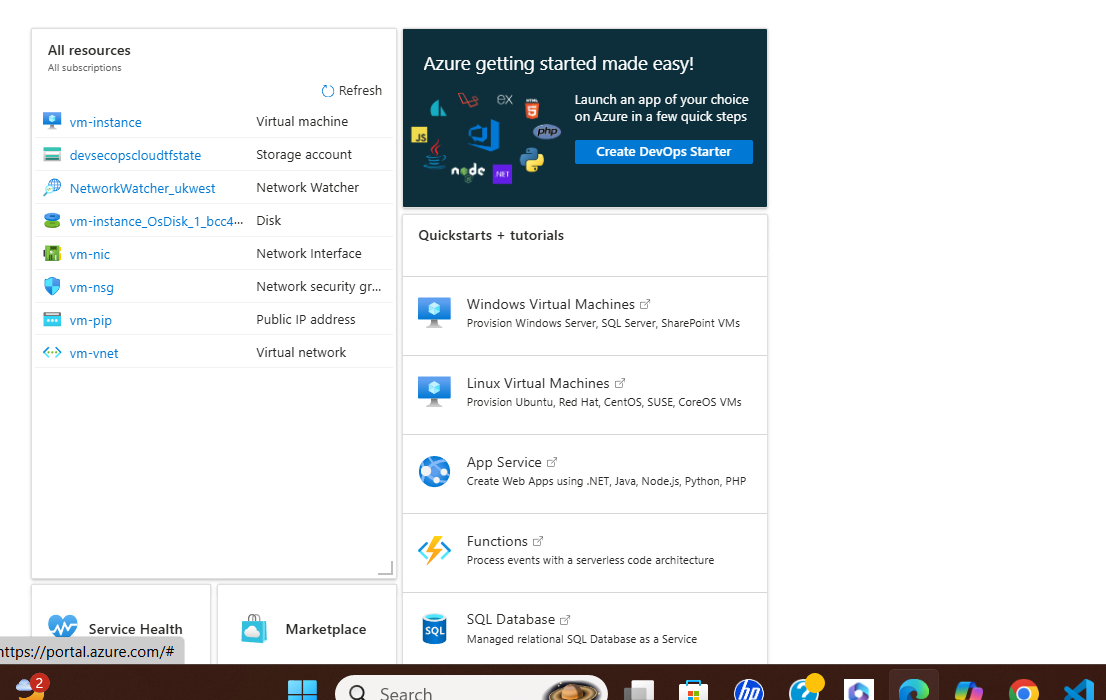 All resources
All subscriptions
Refresh
vm-instance Virtual machine
devsecopscloudtfstate Storage account
NetworkWatcher_ukwest Network Watcher
vm-instance_OsDisk_1_bcc4... Disk
vm-nic Network Interface
vm-nsg Network security gr...
vm-pip Public IP address
vm-vnet Virtual network
Service Health
Marketplace
https://portal.azure.com/#
Azure getting started made easy!
EX
HTML
5
JS
php
node
NET
Launch an app of your choice
on Azure in a few quick steps
Create DevOps Starter
Quickstarts + tutorials
Windows Virtual Machines
Provision Windows Server, SQL Server, SharePoint VMs
Linux Virtual Machines
Provision Ubuntu, Red Hat, CentOS, SUSE, CoreOS VMs
App Service
Create Web Apps using .NET, Java, Node.js, Python, PHP
Functions
Process events with a serverless code architecture
SQL
SQL Database
Managed relational SQL Database as a Service
2
Search
hp
?